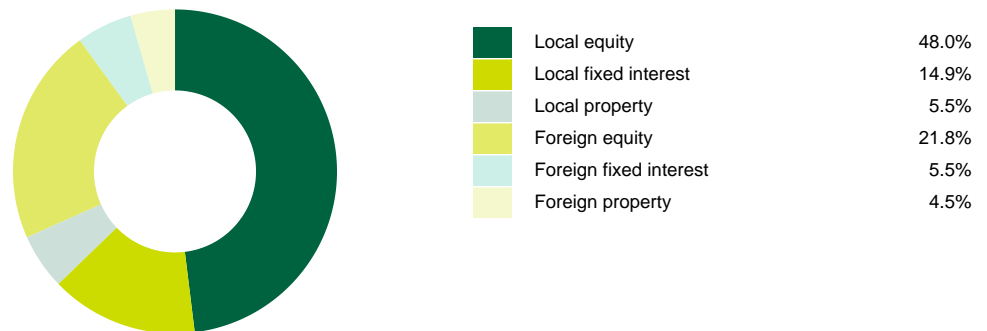 Local equity 48.0%
Local fixed interest 14.9%
Local property 5.5%
Foreign equity 21.8%
Foreign fixed interest 5.5%
Foreign property 4.5%